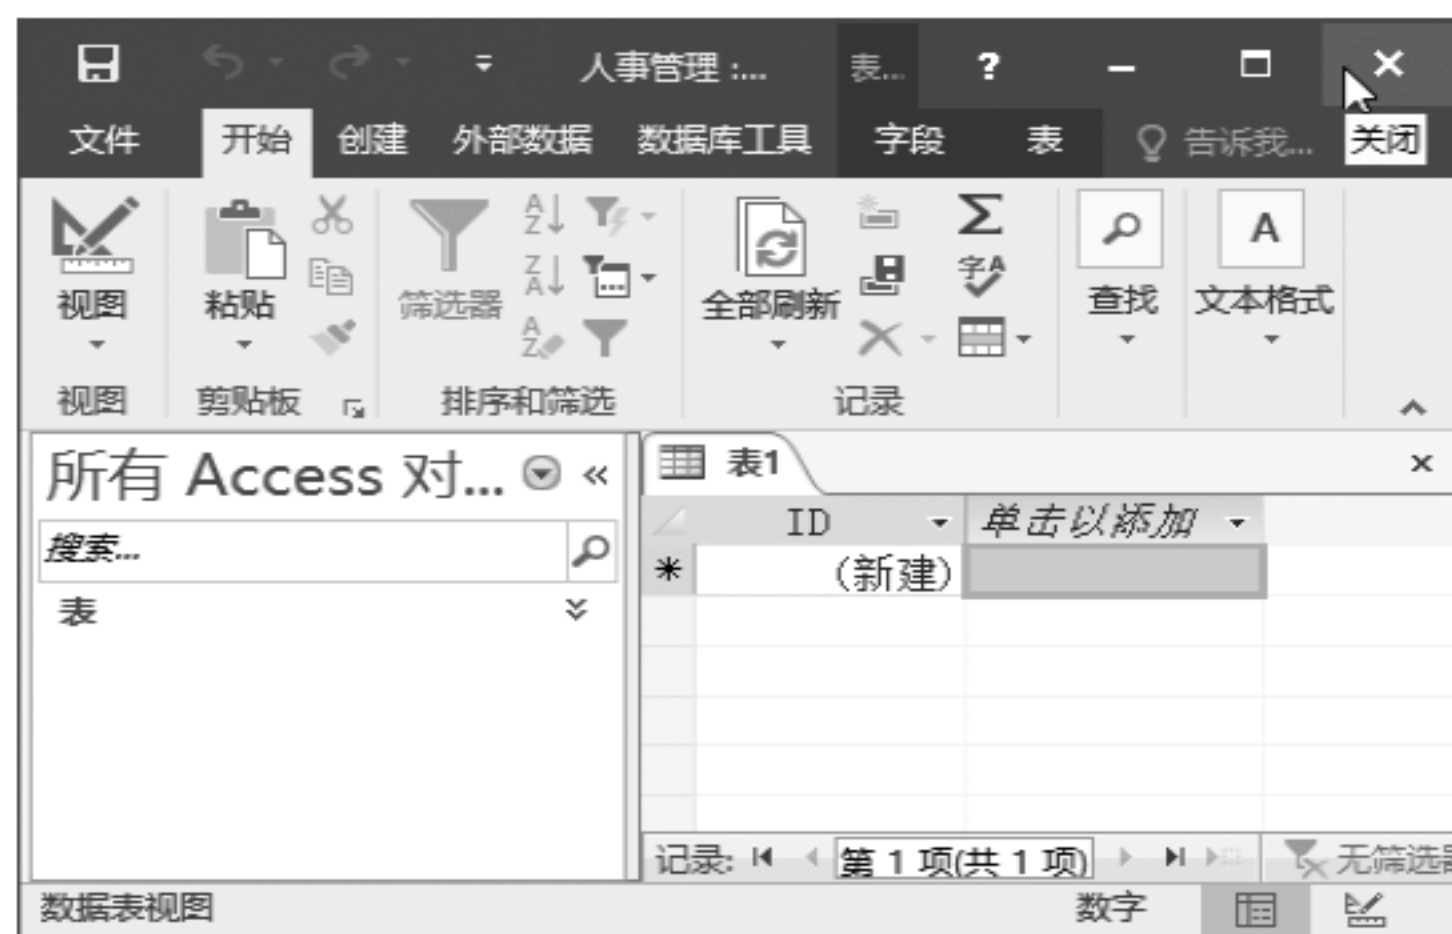 人事管理 :... 表... ?
文件 开始 创建 外部数据 数据库工具 字段 表 告诉我... 关闭
视图 粘贴 筛选器 全部刷新 查找 文本格式
视图 剪贴板 排序和筛选 记录
所有 Access 对... «
表1
搜索...
ID 单击以添加
(新建)
表
记录: 第 1 项(共 1 项) 无筛选器
数据表视图 数字